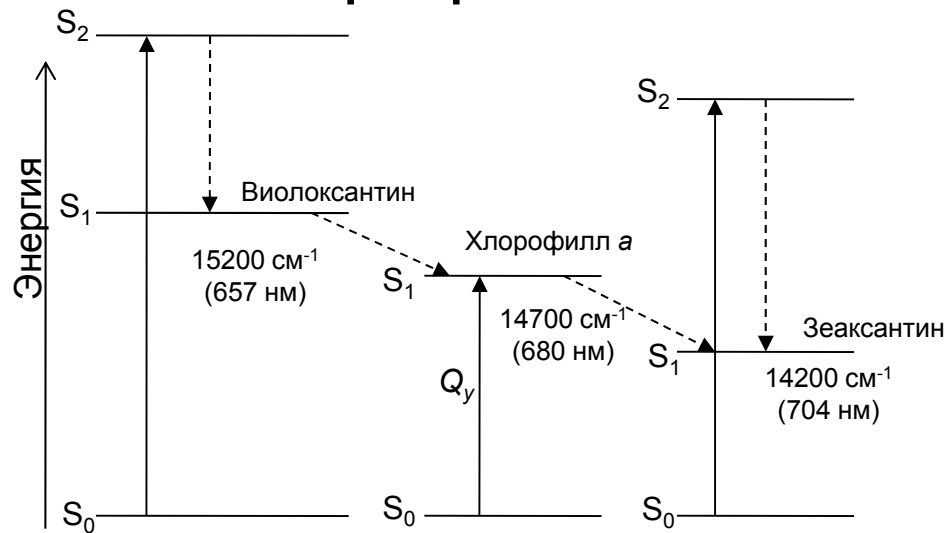 S₂
Энергия
S₁
Виолоксантин
15200 см⁻¹
(657 нм)
S₀
Хлорофилл a
S₁
14700 см⁻¹
(680 нм)
Qy
S₀
S₂
Зеаксантин
S₁
14200 см⁻¹
(704 нм)
S₀